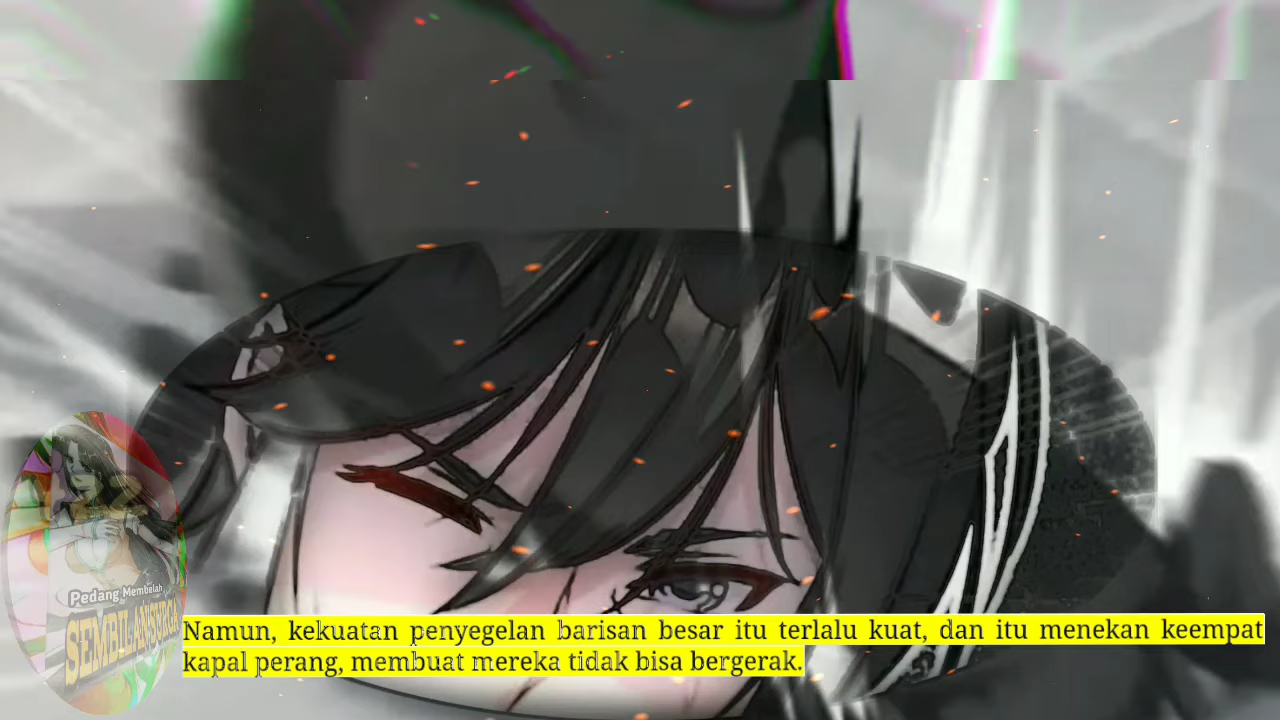 Pedang Membelah
SEMBILAN SURGA
Namun, kekuatan penyegelan barisan besar itu terlalu kuat, dan itu menekan keempat
kapal perang, membuat mereka tidak bisa bergerak.